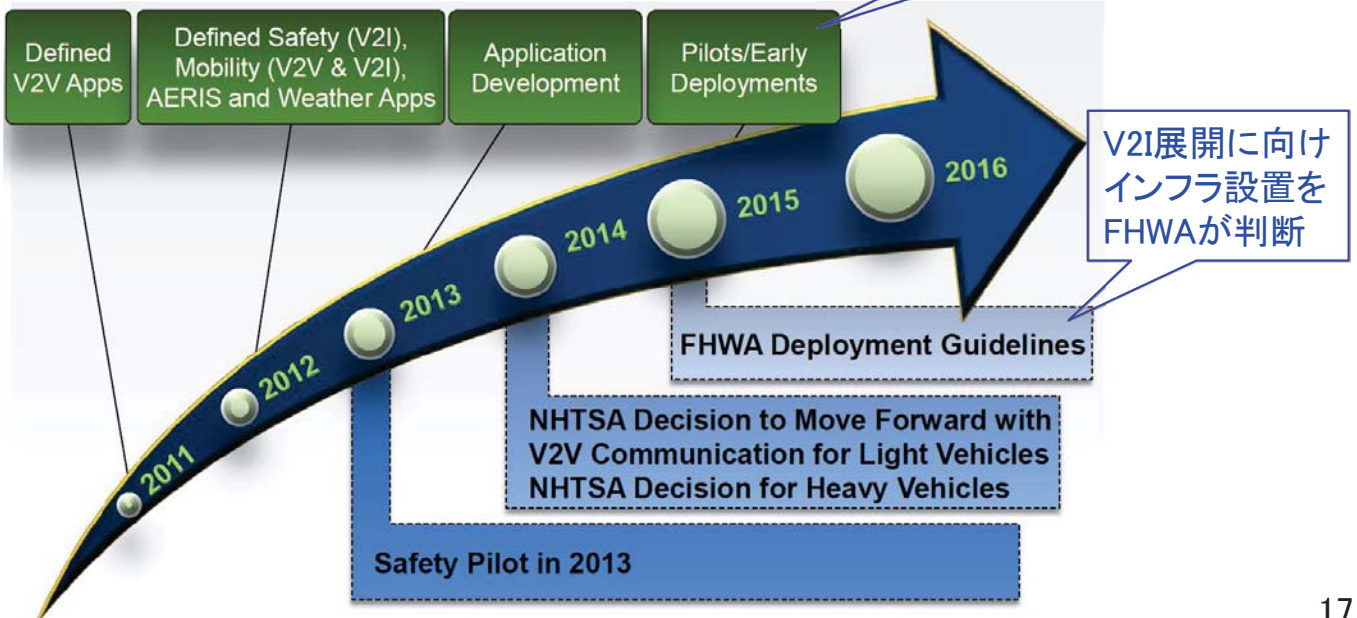 Defined
V2V Apps
Defined Safety (V2I),
Mobility (V2V & V2I),
AERIS and Weather Apps
Application
Development
Pilots/Early
Deployments
V2I展開に向け
インフラ設置を
FHWAが判断
2011
2012
2013
2014
2015
2016
FHWA Deployment Guidelines
NHTSA Decision to Move Forward with
V2V Communication for Light Vehicles
NHTSA Decision for Heavy Vehicles
Safety Pilot in 2013
17